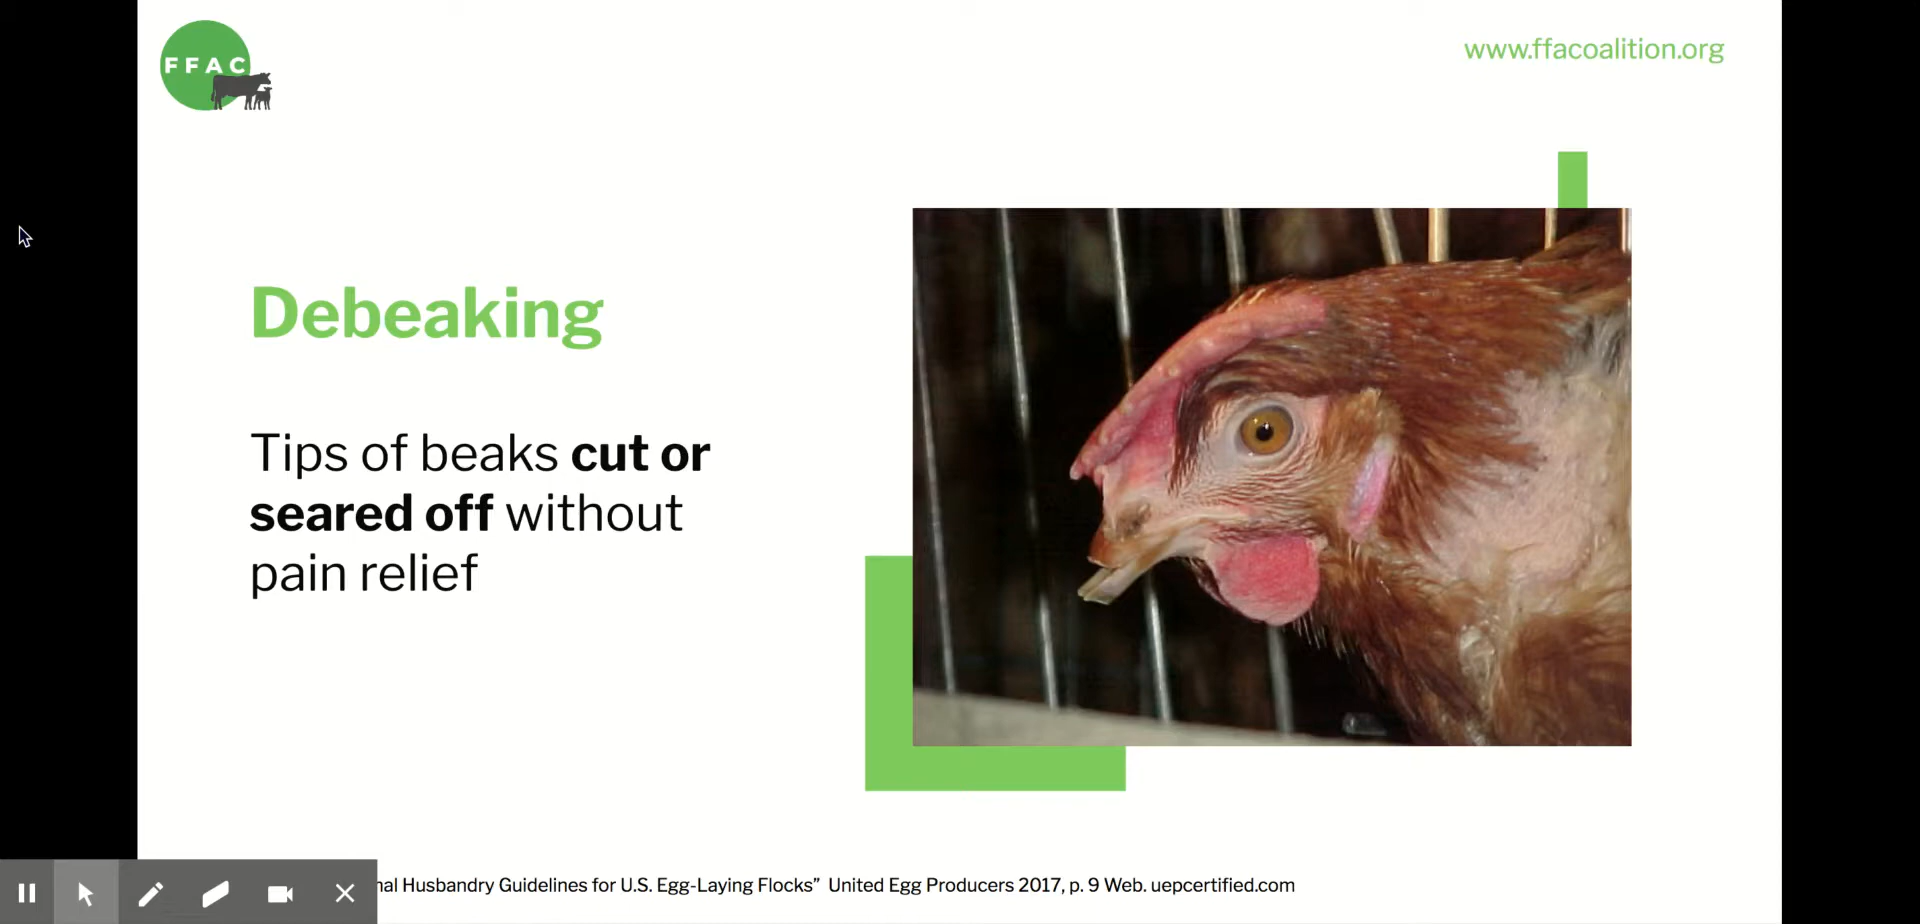 FFAC
www.ffacoalition.org
Debeaking
Tips of beaks cut or
seared off without
pain relief
Husbandry Guidelines for U.S. Egg-Laying Flocks” United Egg Producers 2017, p. 9 Web. uepcertified.com